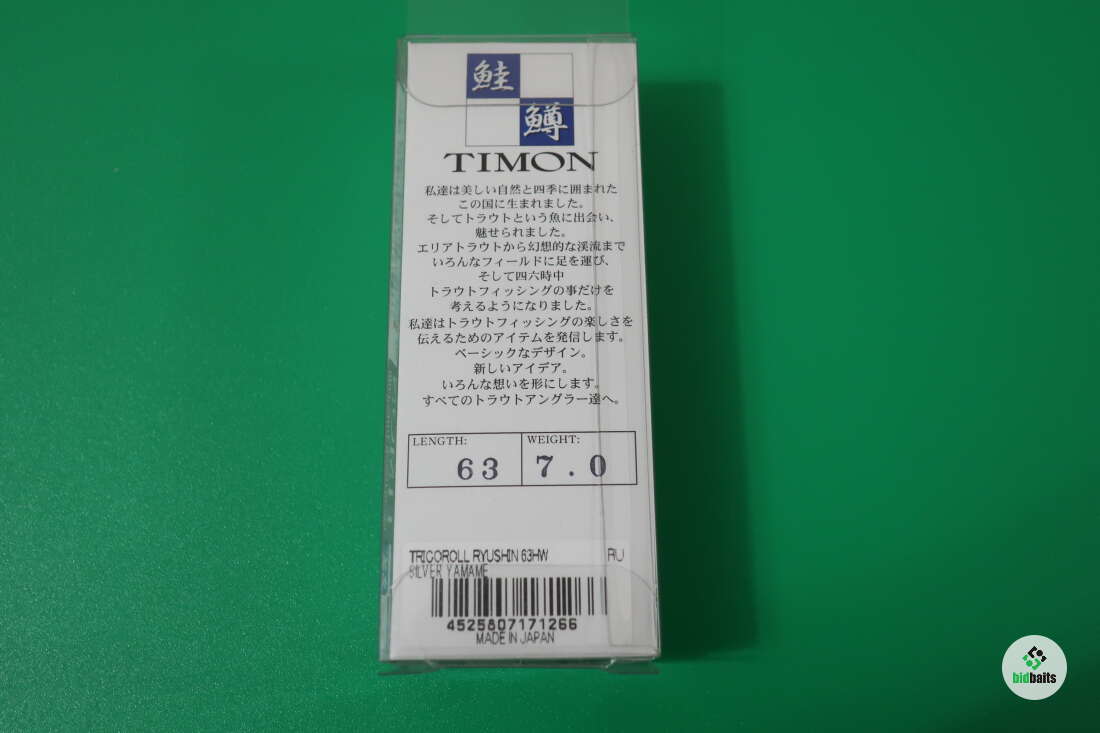 鮭
鱒
TIMON
私達は美しい自然と四季に囲まれた
この国に生まれました。
そしてトラウトという魚に出会い、
魅せられました。
エリアトラウトから幻想的な渓流まで
いろんなフィールドに足を運び、
そして四六時中
トラウトフィッシングの事だけを
考えるようになりました。
私達はトラウトフィッシングの楽しさを
伝えるためのアイテムを発信します。
ベーシックなデザイン。
新しいアイデア。
いろんな想いを形にします。
すべてのトラウトアングラー達へ。
LENGTH: WEIGHT:
63 7.0
TRICOROLL RYUSHIN 63HW RU
SILVER YAMAME
4525807171266
MADE IN JAPAN
bidbaits